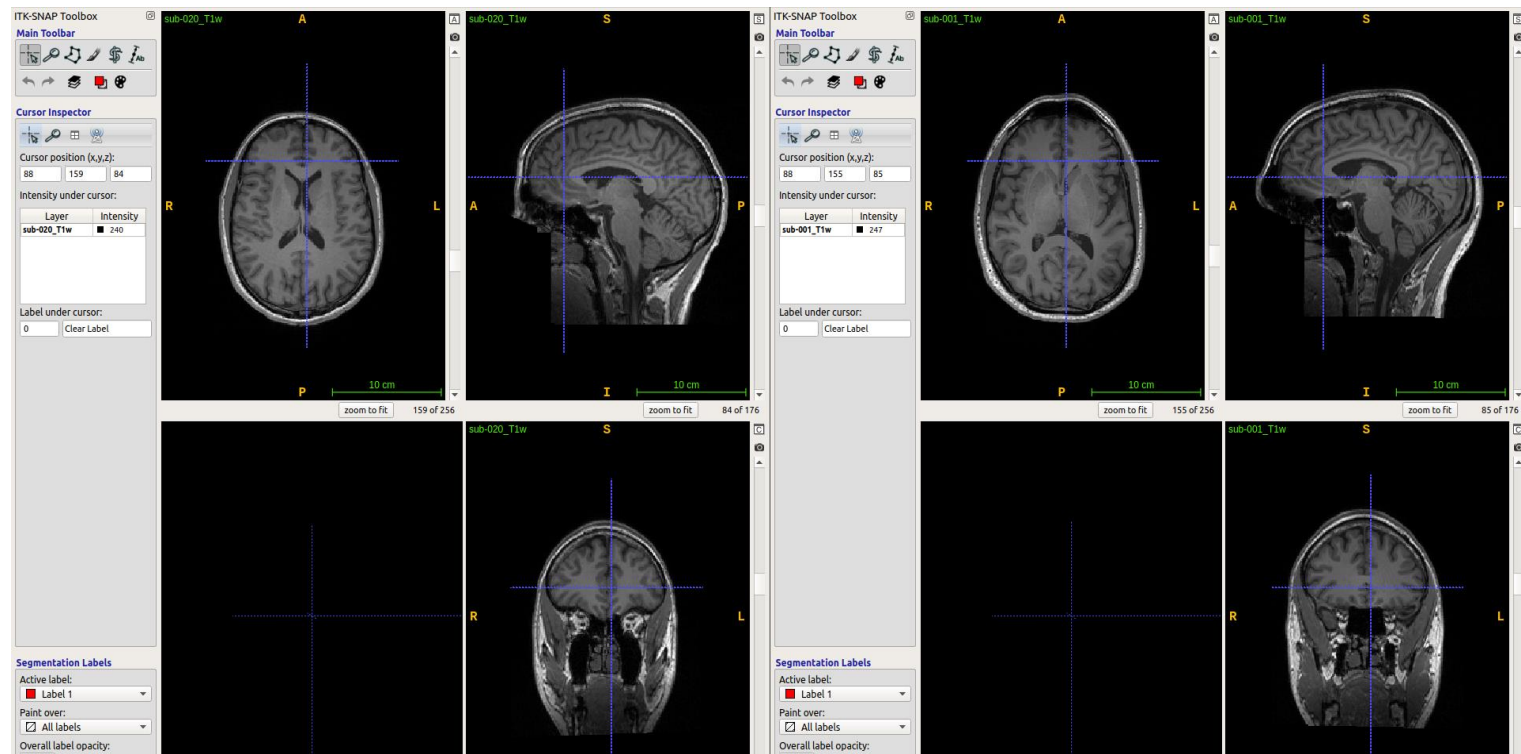 ITK-SNAP Toolbox
Main Toolbar
Ab
Cursor Inspector
Cursor position (x,y,z):
88 159 84
Intensity under cursor:
Layer Intensity
sub-020_T1w 240
Label under cursor:
0 Clear Label
Segmentation Labels
Active label:
Label 1
Paint over:
All labels
Overall label opacity:
sub-020_T1w A
R L
P 10 cm
zoom to fit 159 of 256
A
sub-020_T1w S
A P
I 10 cm
zoom to fit 84 of 176
S
sub-020_T1w S
R L
C
ITK-SNAP Toolbox
Main Toolbar
Ab
Cursor Inspector
Cursor position (x,y,z):
88 155 85
Intensity under cursor:
Layer Intensity
sub-001_T1w 247
Label under cursor:
0 Clear Label
Segmentation Labels
Active label:
Label 1
Paint over:
All labels
Overall label opacity:
sub-001_T1w A
R L
P 10 cm
zoom to fit 155 of 256
A
sub-001_T1w S
A P
I 10 cm
zoom to fit 85 of 176
S
sub-001_T1w S
R L
C